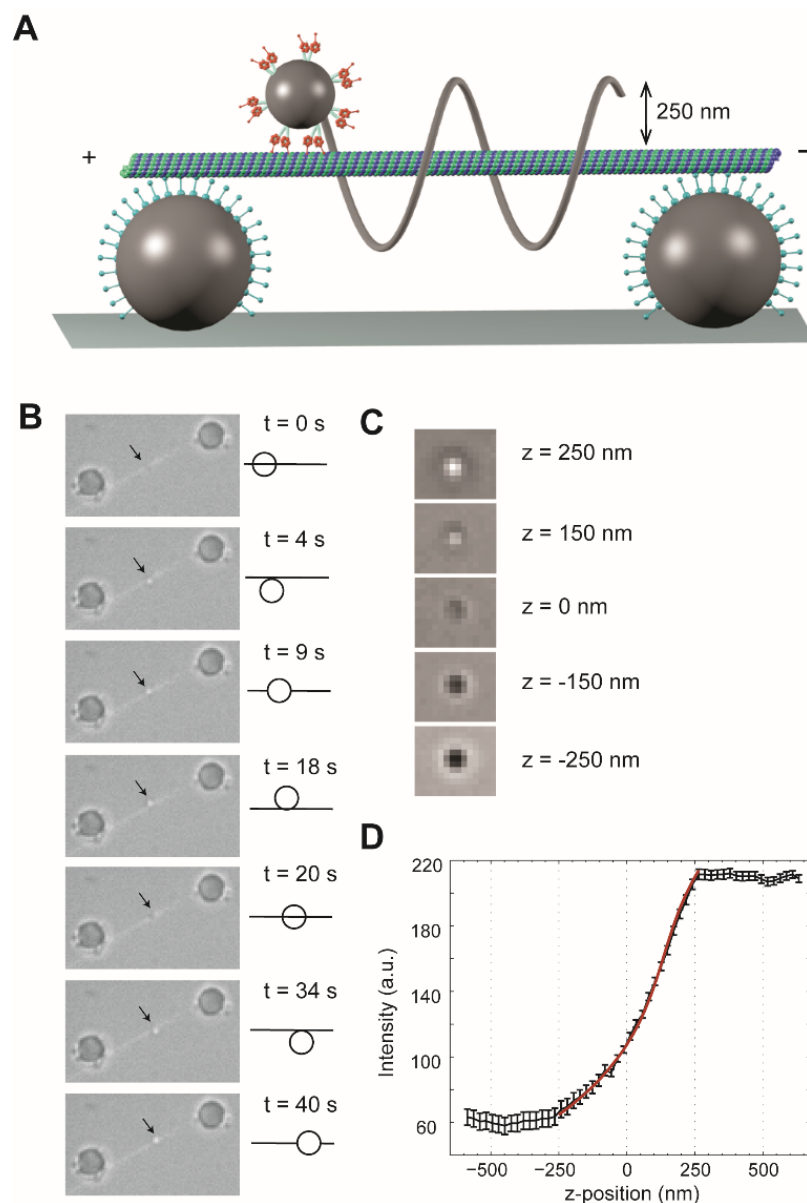 A
250 nm
+
−
B
t = 0 s
t = 4 s
t = 9 s
t = 18 s
t = 20 s
t = 34 s
t = 40 s
C
z = 250 nm
z = 150 nm
z = 0 nm
z = -150 nm
z = -250 nm
D
220
180
140
100
60
Intensity (a.u.)
−500 −250 0 250 500
z-position (nm)